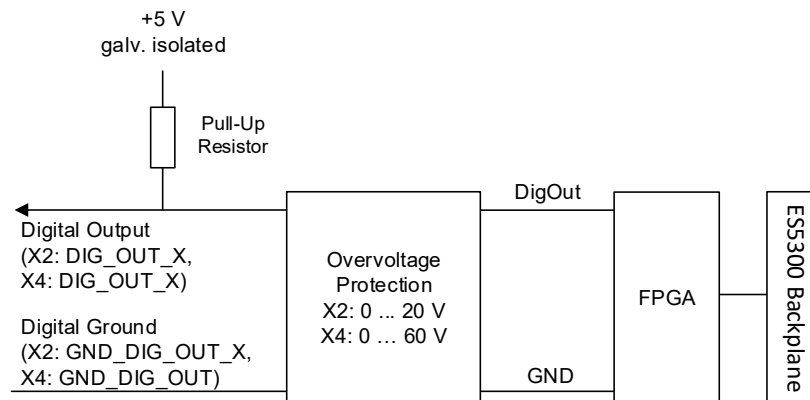 +5 V
galv. isolated
Pull-Up
Resistor
Digital Output
(X2: DIG_OUT_X,
X4: DIG_OUT_X)
Digital Ground
(X2: GND_DIG_OUT_X,
X4: GND_DIG_OUT)
Overvoltage
Protection
X2: 0 ... 20 V
X4: 0 … 60 V
DigOut
GND
FPGA
ES5300 Backplane